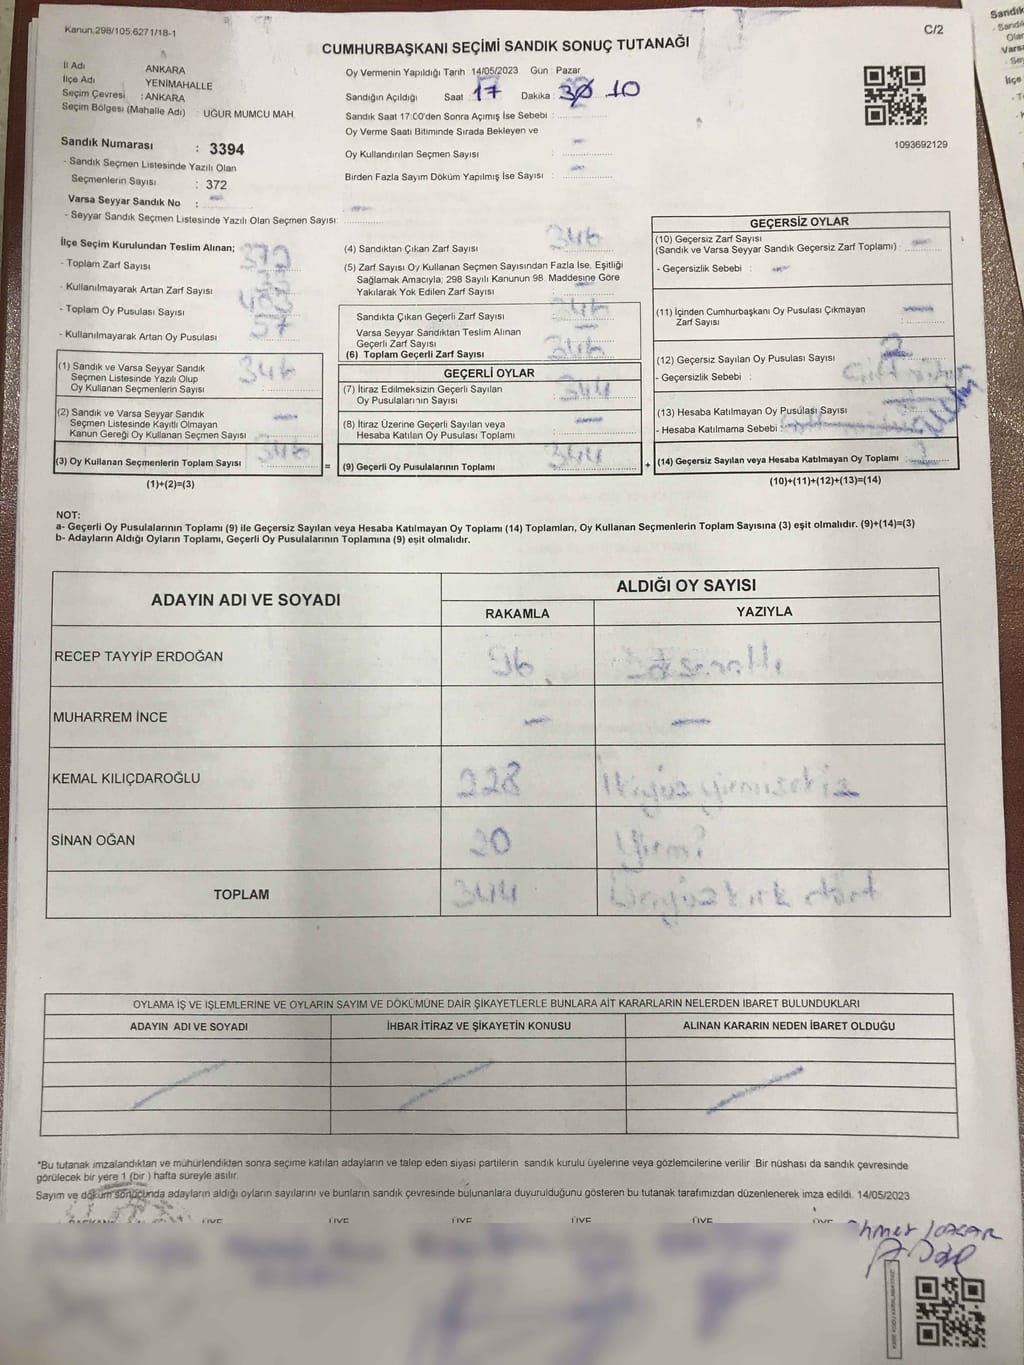 Kanun.298/105.6271/18-1
C/2
CUMHURBAŞKANI SEÇİMİ SANDIK SONUÇ TUTANAĞI
İl Adı ANKARA
İlçe Adı YENİMAHALLE
Seçim Çevresi : ANKARA
Seçim Bölgesi (Mahalle Adı) : UĞUR MUMCU MAH.
Sandık Numarası : 3394
- Sandık Seçmen Listesinde Yazılı Olan
Seçmenlerin Sayısı : 372
Varsa Seyyar Sandık No : —
- Seyyar Sandık Seçmen Listesinde Yazılı Olan Seçmen Sayısı: —
Oy Vermenin Yapıldığı Tarih 14/05/2023 Gün : Pazar
Sandığın Açıldığı Saat 17 Dakika : 30 10
Sandık Saat 17:00'den Sonra Açımış İse Sebebi :
Oy Verme Saati Bitiminde Sırada Bekleyen ve
Oy Kullandırılan Seçmen Sayısı : —
Birden Fazla Sayım Döküm Yapılmış İse Sayısı : —
1093692129
İlçe Seçim Kurulundan Teslim Alınan;
- Toplam Zarf Sayısı
- Kullanılmayarak Artan Zarf Sayısı
- Toplam Oy Pusulası Sayısı
- Kullanılmayarak Artan Oy Pusulası 57
(1) Sandık ve Varsa Seyyar Sandık
Seçmen Listesinde Yazılı Olup
Oy Kullanan Seçmenlerin Sayısı 346
(2) Sandık ve Varsa Seyyar Sandık
Seçmen Listesinde Kayıtlı Olmayan
Kanun Gereği Oy Kullanan Seçmen Sayısı —
(3) Oy Kullanan Seçmenlerin Toplam Sayısı 346
(1)+(2)=(3)
(4) Sandıktan Çıkan Zarf Sayısı 346
(5) Zarf Sayısı Oy Kullanan Seçmen Sayısından Fazla İse, Eşitliği
Sağlamak Amacıyla; 298 Sayılı Kanunun 98. Maddesine Göre
Yakılarak Yok Edilen Zarf Sayısı —
Sandıkta Çıkan Geçerli Zarf Sayısı 346
Varsa Seyyar Sandıktan Teslim Alınan
Geçerli Zarf Sayısı —
(6) Toplam Geçerli Zarf Sayısı 346
GEÇERLİ OYLAR
(7) İtiraz Edilmeksizin Geçerli Sayılan
Oy Pusulalarının Sayısı 344
(8) İtiraz Üzerine Geçerli Sayılan veya
Hesaba Katılan Oy Pusulası Toplamı —
= (9) Geçerli Oy Pusulalarının Toplamı 344
GEÇERSİZ OYLAR
(10) Geçersiz Zarf Sayısı
(Sandık ve Varsa Seyyar Sandık Geçersiz Zarf Toplamı) : —
- Geçersizlik Sebebi : —
(11) İçinden Cumhurbaşkanı Oy Pusulası Çıkmayan
Zarf Sayısı —
(12) Geçersiz Sayılan Oy Pusulası Sayısı 2
- Geçersizlik Sebebi :
(13) Hesaba Katılmayan Oy Pusulası Sayısı
- Hesaba Katılmama Sebebi :
+ (14) Geçersiz Sayılan veya Hesaba Katılmayan Oy Toplamı :
(10)+(11)+(12)+(13)=(14)
NOT:
a- Geçerli Oy Pusulalarının Toplamı (9) ile Geçersiz Sayılan veya Hesaba Katılmayan Oy Toplamı (14) Toplamları, Oy Kullanan Seçmenlerin Toplam Sayısına (3) eşit olmalıdır. (9)+(14)=(3)
b- Adayların Aldığı Oyların Toplamı, Geçerli Oy Pusulalarının Toplamına (9) eşit olmalıdır.
ADAYIN ADI VE SOYADI
ALDIĞI OY SAYISI
RAKAMLA YAZIYLA
RECEP TAYYİP ERDOĞAN 96
MUHARREM İNCE — —
KEMAL KILIÇDAROĞLU 228 İkiyüz yirmisekiz
SİNAN OĞAN 20 Yirmi
TOPLAM 344 Üçyüz kırk dört
OYLAMA İŞ VE İŞLEMLERİNE VE OYLARIN SAYIM VE DÖKÜMÜNE DAİR ŞİKAYETLERLE BUNLARA AİT KARARLARIN NELERDEN İBARET BULUNDUKLARI
ADAYIN ADI VE SOYADI İHBAR İTİRAZ VE ŞİKAYETİN KONUSU ALINAN KARARIN NEDEN İBARET OLDUĞU
*Bu tutanak imzalandıktan ve mühürlendikten sonra seçime katılan adayların ve talep eden siyasi partilerin sandık kurulu üyelerine veya gözlemcilerine verilir. Bir nüshası da sandık çevresinde
görülecek bir yere 1 (bir ) hafta süreyle asılır.
Sayım ve döküm sonucunda adayların aldığı oyların sayılarını ve bunların sandık çevresinde bulunanlara duyurulduğunu gösteren bu tutanak tarafımızdan düzenlenerek imza edildi. 14/05/2023
BAŞKAN ÜYE ÜYE ÜYE ÜYE ÜYE ÜYE